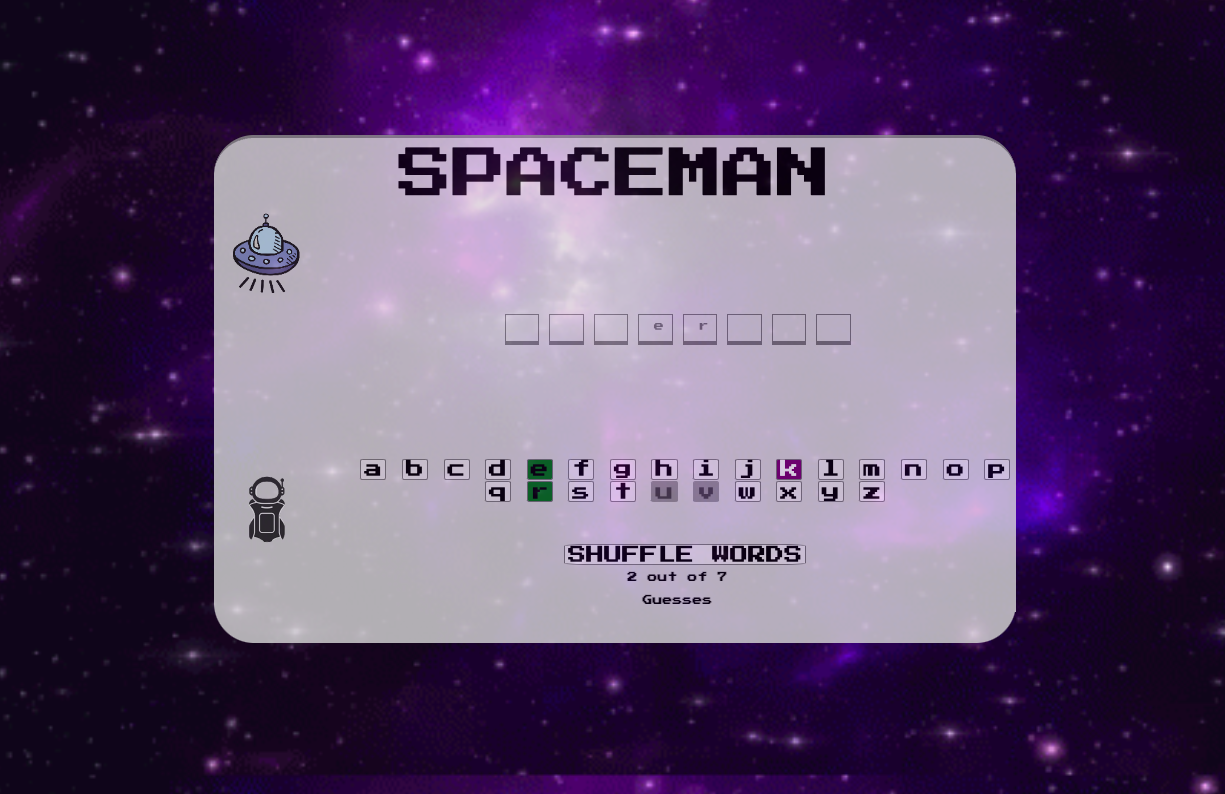 SPACEMAN
e r
a b c d e f g h i j k l m n o p
q r s t u v w x y z
SHUFFLE WORDS
2 out of 7
Guesses